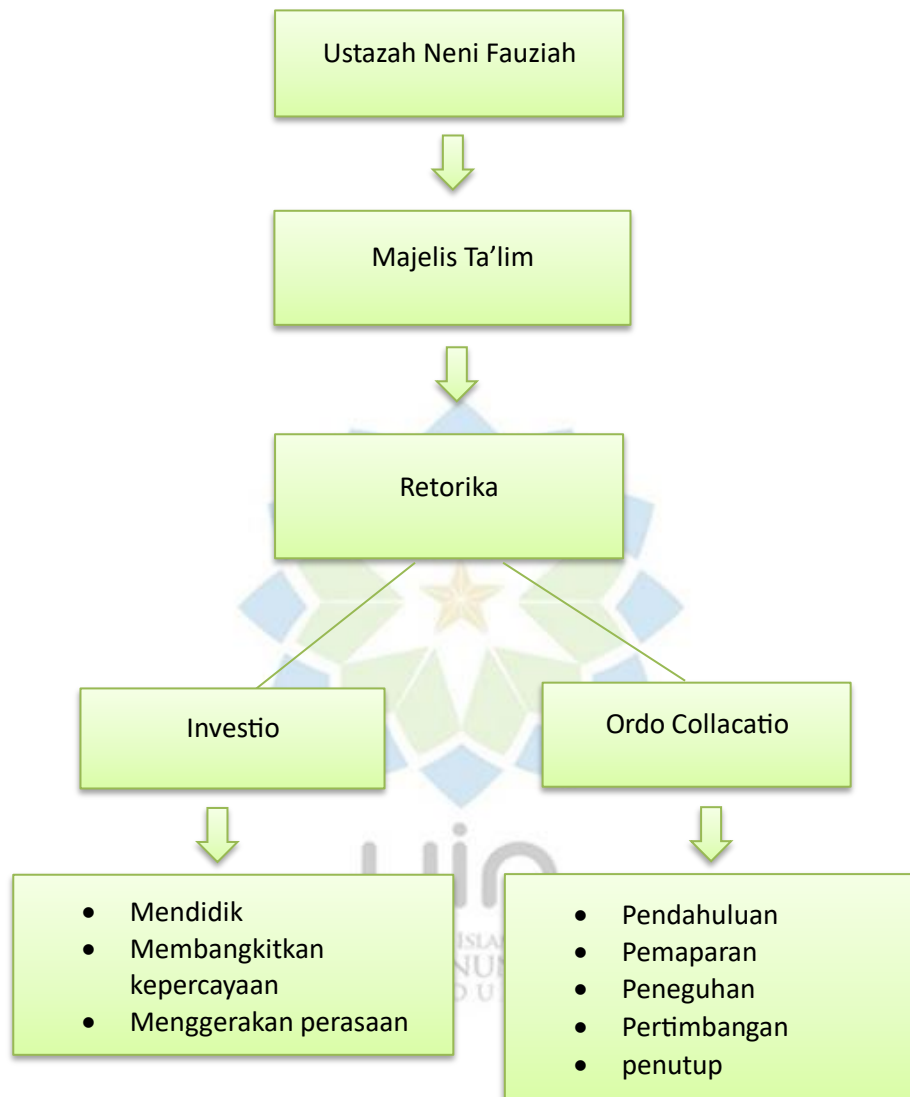 Ustazah Neni Fauziah
Majelis Ta’lim
Retorika
Investio
Ordo Collacatio
• Mendidik
• Membangkitkan
kepercayaan
• Menggerakan perasaan
• Pendahuluan
• Pemaparan
• Peneguhan
• Pertimbangan
• penutup
uin